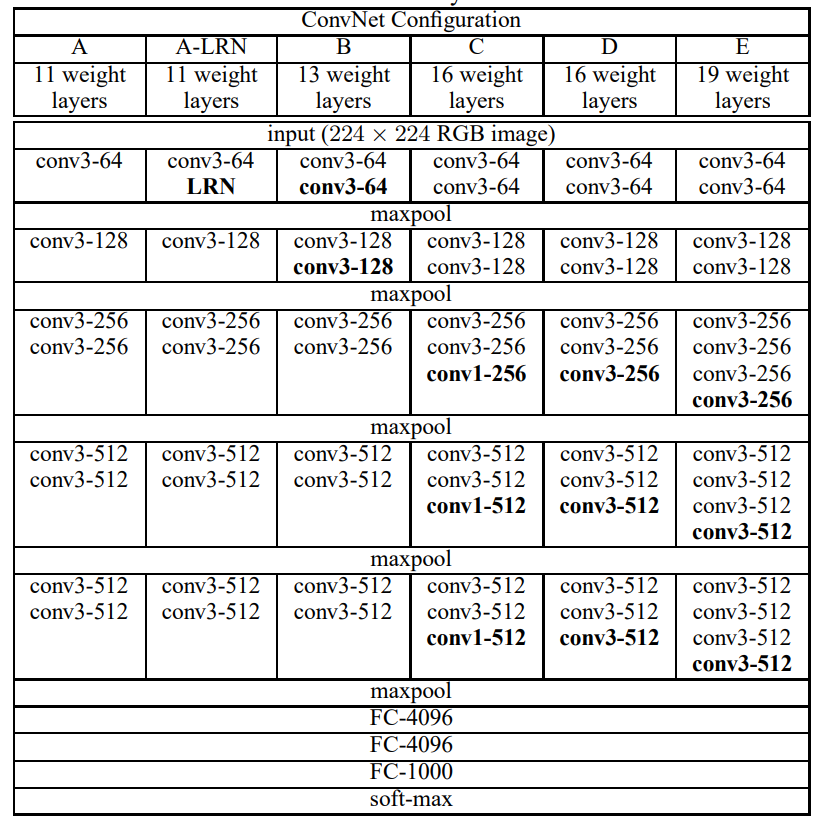 ConvNet Configuration
A A-LRN B C D E
11 weight 11 weight 13 weight 16 weight 16 weight 19 weight
layers layers layers layers layers layers
input (224 × 224 RGB image)
conv3-64 conv3-64 conv3-64 conv3-64 conv3-64 conv3-64
LRN conv3-64 conv3-64 conv3-64 conv3-64
maxpool
conv3-128 conv3-128 conv3-128 conv3-128 conv3-128 conv3-128
conv3-128 conv3-128 conv3-128 conv3-128
maxpool
conv3-256 conv3-256 conv3-256 conv3-256 conv3-256 conv3-256
conv3-256 conv3-256 conv3-256 conv3-256 conv3-256 conv3-256
conv1-256 conv3-256 conv3-256
conv3-256
maxpool
conv3-512 conv3-512 conv3-512 conv3-512 conv3-512 conv3-512
conv3-512 conv3-512 conv3-512 conv3-512 conv3-512 conv3-512
conv1-512 conv3-512 conv3-512
conv3-512
maxpool
conv3-512 conv3-512 conv3-512 conv3-512 conv3-512 conv3-512
conv3-512 conv3-512 conv3-512 conv3-512 conv3-512 conv3-512
conv1-512 conv3-512 conv3-512
conv3-512
maxpool
FC-4096
FC-4096
FC-1000
soft-max